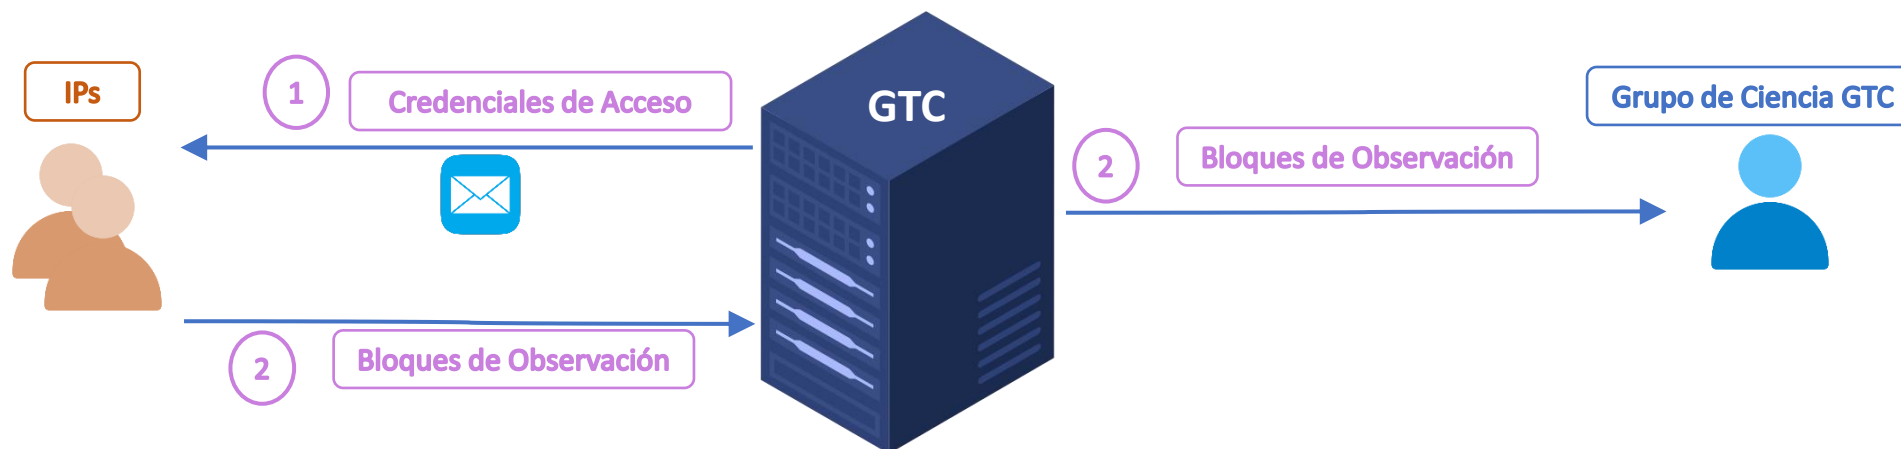 IPs
1
Credenciales de Acceso
GTC
Grupo de Ciencia GTC
2
Bloques de Observación
2
Bloques de Observación